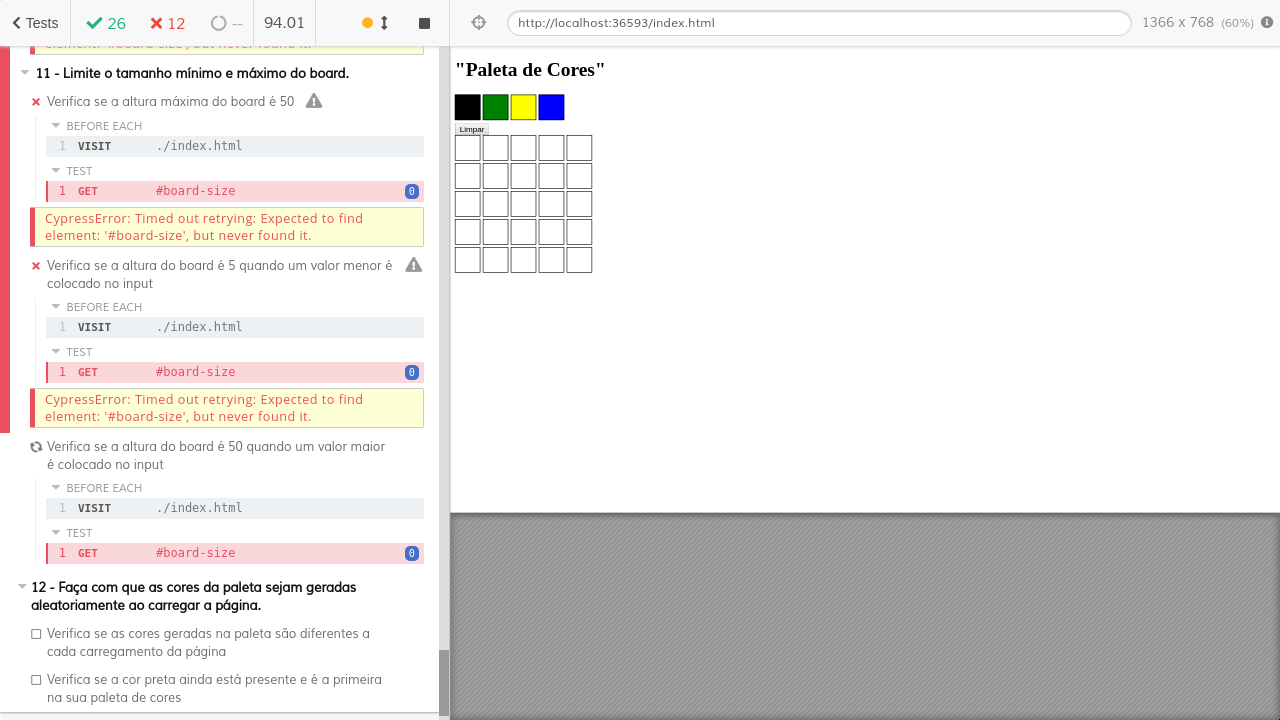 Tests
26
12
--
94.01
http://localhost:36593/index.html
1366 x 768 (60%)
element: '#board-size', but never found it.
11 - Limite o tamanho mínimo e máximo do board.
Verifica se a altura máxima do board é 50
BEFORE EACH
1 VISIT ./index.html
TEST
1 GET #board-size 0
CypressError: Timed out retrying: Expected to find
element: '#board-size', but never found it.
Verifica se a altura do board é 5 quando um valor menor é
colocado no input
BEFORE EACH
1 VISIT ./index.html
TEST
1 GET #board-size 0
CypressError: Timed out retrying: Expected to find
element: '#board-size', but never found it.
Verifica se a altura do board é 50 quando um valor maior
é colocado no input
BEFORE EACH
1 VISIT ./index.html
TEST
1 GET #board-size 0
12 - Faça com que as cores da paleta sejam geradas
aleatoriamente ao carregar a página.
Verifica se as cores geradas na paleta são diferentes a
cada carregamento da página
Verifica se a cor preta ainda está presente e é a primeira
na sua paleta de cores
"Paleta de Cores"
Limpar